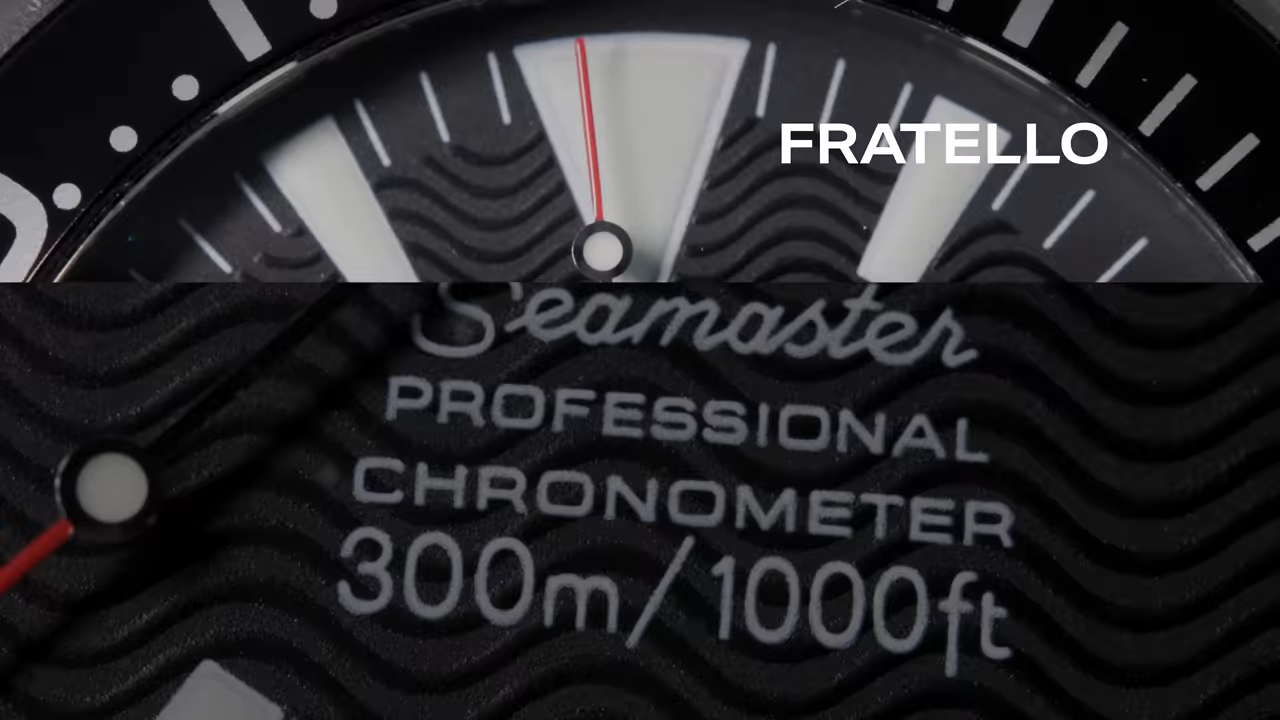 FRATELLO
Seamaster
PROFESSIONAL
CHRONOMETER
300m/1000ft